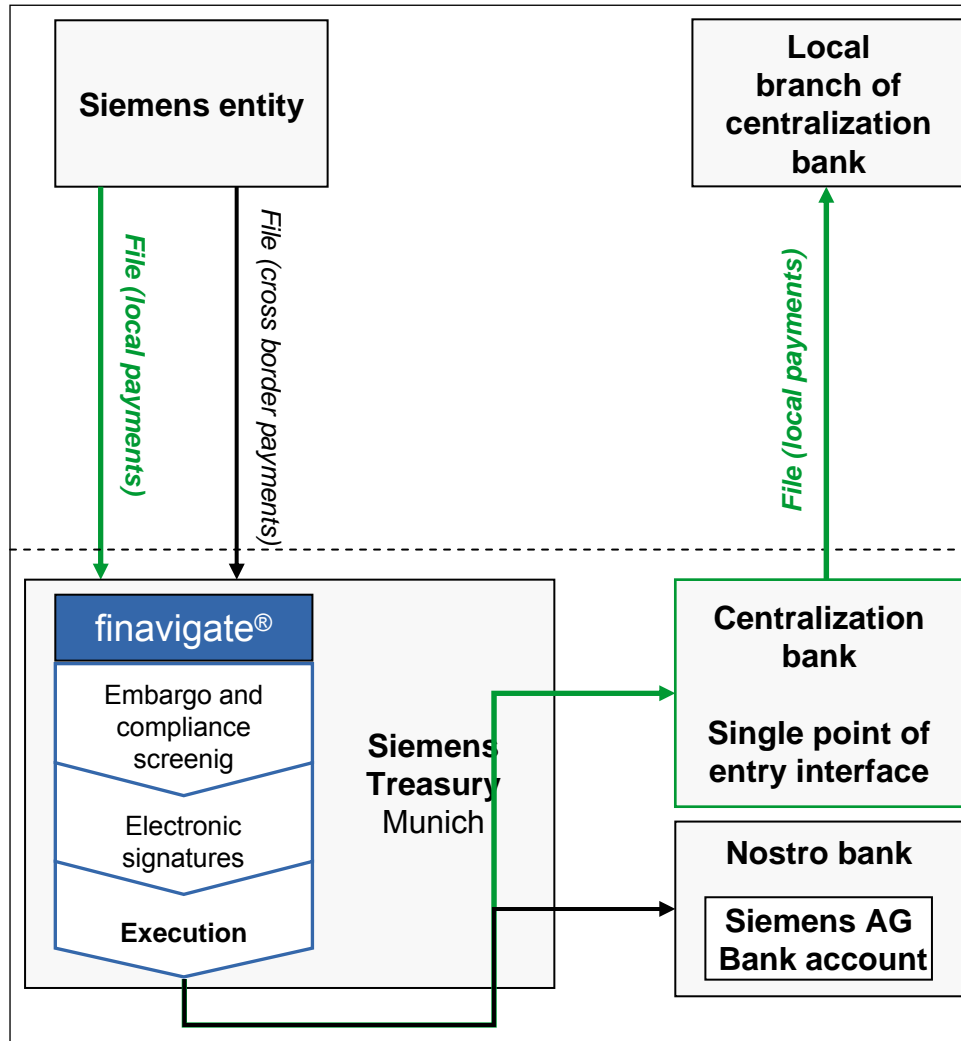 Siemens entity
Local
branch of
centralization
bank
File (local payments)
File (cross border payments)
File (local payments)
finavigate®
Embargo and
compliance
screenig
Electronic
signatures
Execution
Siemens
Treasury
Munich
Centralization
bank
Single point of
entry interface
Nostro bank
Siemens AG
Bank account